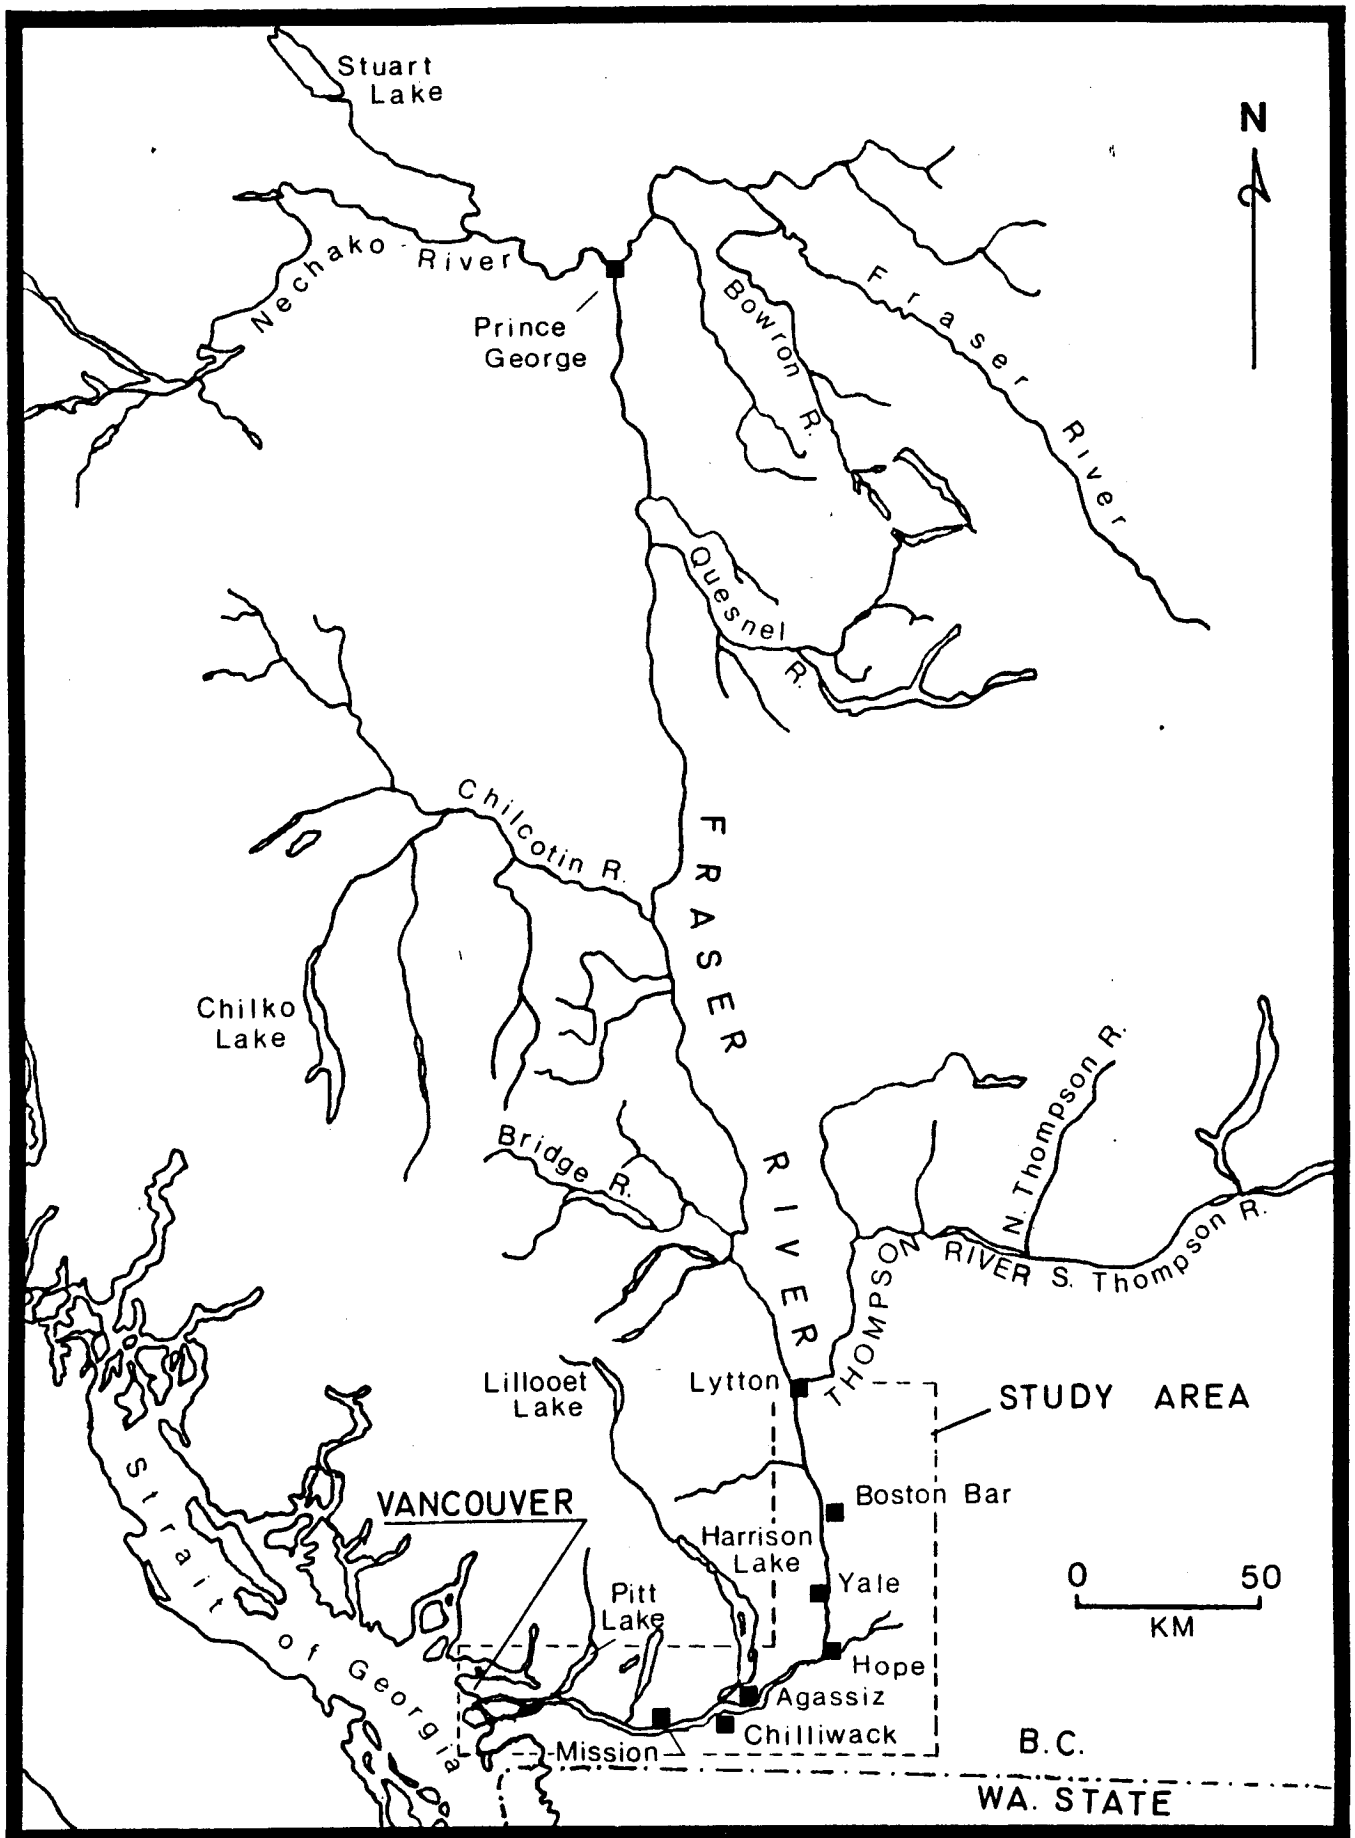 Stuart
Lake
N
Nechako River
Prince
George
Bowron R.
Fraser River
Quesnel R.
Chilcotin R.
FRASER RIVER
Chilko
Lake
Bridge R.
N. Thompson R.
THOMPSON RIVER
S. Thompson R.
Lillooet
Lake
Lytton
STUDY AREA
VANCOUVER
Boston Bar
Harrison
Lake
Yale
0 50
KM
Pitt
Lake
Strait of Georgia
Hope
Agassiz
Chilliwack
Mission
B.C.
WA. STATE